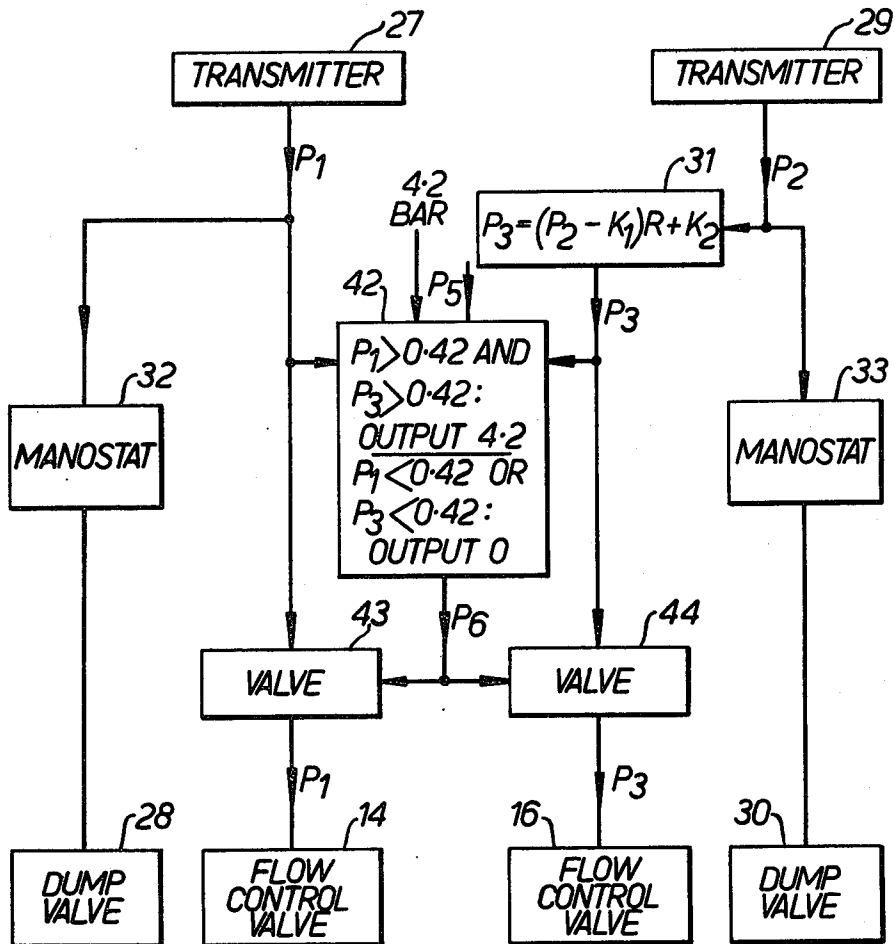 27
TRANSMITTER
29
TRANSMITTER
P1
P2
4·2
BAR
31
P3=(P2-K1)R+K2
P5
P3
42
P1>0·42 AND
P3>0·42:
OUTPUT 4·2
P1<0·42 OR
P3<0·42:
OUTPUT 0
32
MANOSTAT
33
MANOSTAT
P6
43
VALVE
44
VALVE
P1
P3
28
DUMP
VALVE
14
FLOW
CONTROL
VALVE
16
FLOW
CONTROL
VALVE
30
DUMP
VALVE